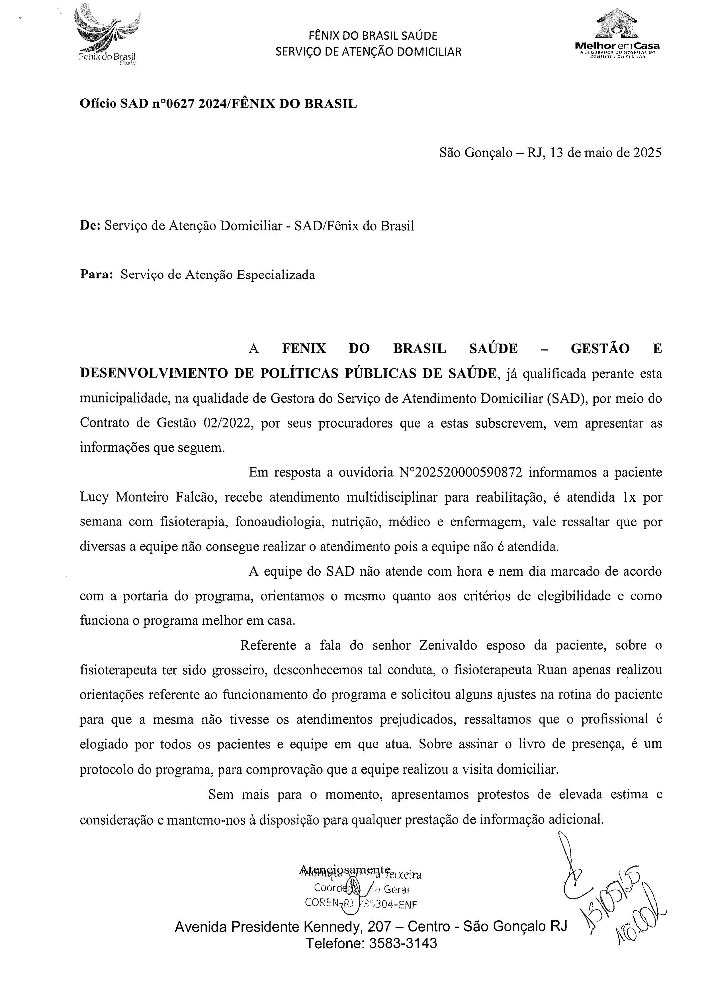 Fenix do Brasil
Saúde
FÊNIX DO BRASIL SAÚDE
SERVIÇO DE ATENÇÃO DOMICILIAR
Melhor em Casa
A SEGURANÇA DO HOSPITAL NO
CONFORTO DO SEU LAR
Ofício SAD n°0627 2024/FÊNIX DO BRASIL
São Gonçalo – RJ, 13 de maio de 2025
De: Serviço de Atenção Domiciliar - SAD/Fênix do Brasil
Para: Serviço de Atenção Especializada
A FENIX DO BRASIL SAÚDE – GESTÃO E
DESENVOLVIMENTO DE POLÍTICAS PÚBLICAS DE SAÚDE, já qualificada perante esta
municipalidade, na qualidade de Gestora do Serviço de Atendimento Domiciliar (SAD), por meio do
Contrato de Gestão 02/2022, por seus procuradores que a estas subscrevem, vem apresentar as
informações que seguem.
Em resposta a ouvidoria N°202520000590872 informamos a paciente
Lucy Monteiro Falcão, recebe atendimento multidisciplinar para reabilitação, é atendida 1x por
semana com fisioterapia, fonoaudiologia, nutrição, médico e enfermagem, vale ressaltar que por
diversas a equipe não consegue realizar o atendimento pois a equipe não é atendida.
A equipe do SAD não atende com hora e nem dia marcado de acordo
com a portaria do programa, orientamos o mesmo quanto aos critérios de elegibilidade e como
funciona o programa melhor em casa.
Referente a fala do senhor Zenivaldo esposo da paciente, sobre o
fisioterapeuta ter sido grosseiro, desconhecemos tal conduta, o fisioterapeuta Ruan apenas realizou
orientações referente ao funcionamento do programa e solicitou alguns ajustes na rotina do paciente
para que a mesma não tivesse os atendimentos prejudicados, ressaltamos que o profissional é
elogiado por todos os pacientes e equipe em que atua. Sobre assinar o livro de presença, é um
protocolo do programa, para comprovação que a equipe realizou a visita domiciliar.
Sem mais para o momento, apresentamos protestos de elevada estima e
consideração e mantemo-nos à disposição para qualquer prestação de informação adicional.
Atenciosamente
Teixeira
Geral
COREN-RJ 285304-ENF
13/05/25
16:00h
Avenida Presidente Kennedy, 207 – Centro - São Gonçalo RJ
Telefone: 3583-3143